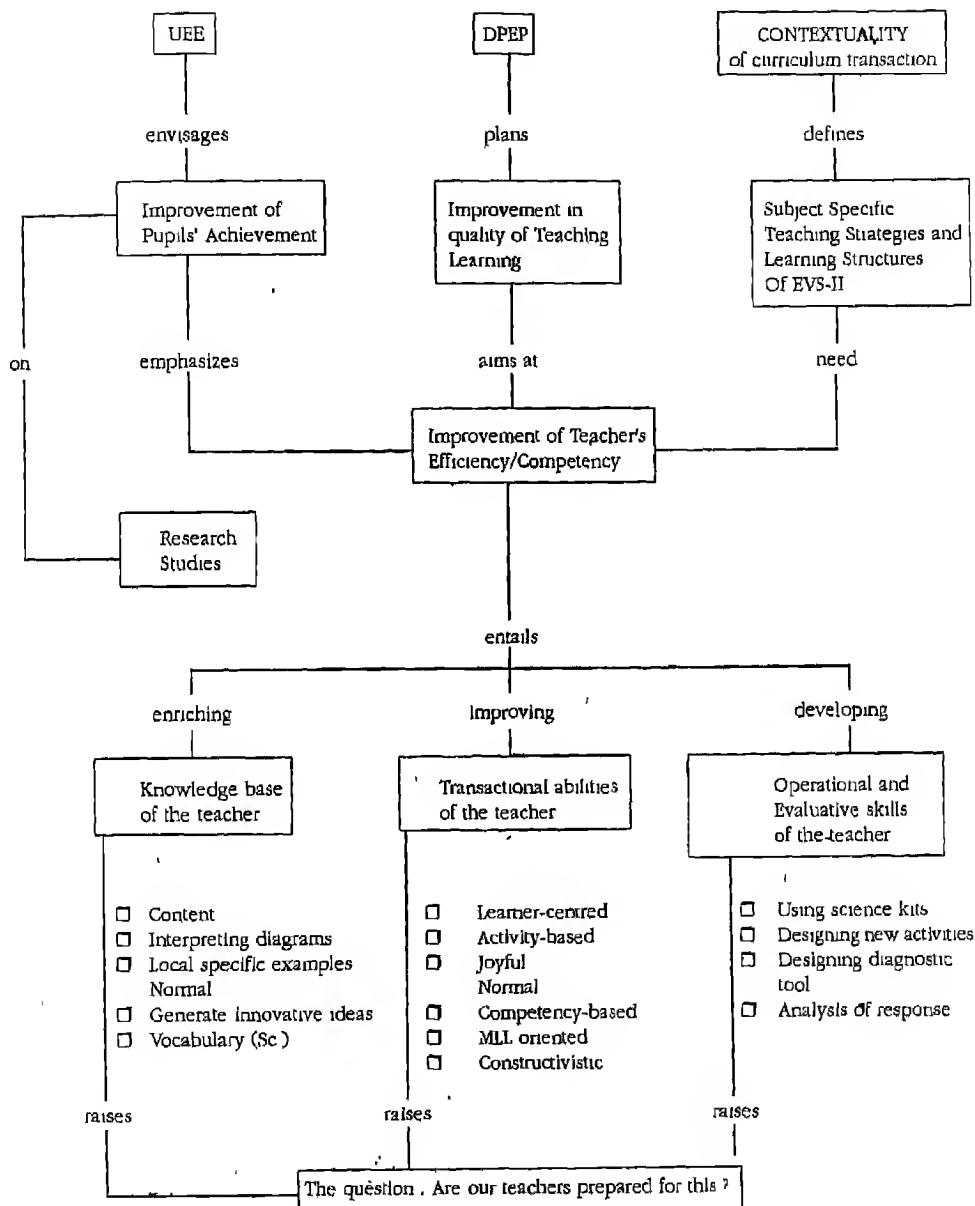 UEE
DPEP
CONTEXTUALITY
of curriculum transaction
envisages
plans
defines
Improvement of
Pupils' Achievement
Improvement in
quality of Teaching
Learning
Subject Specific
Teaching Strategies and
Learning Structures
Of EVS-II
on
emphasizes
aims at
need
Improvement of Teacher's
Efficiency/Competency
Research
Studies
entails
enriching
improving
developing
Knowledge base
of the teacher
Transactional abilities
of the teacher
Operational and
Evaluative skills
of the teacher
☐ Content
☐ Interpreting diagrams
☐ Local specific examples
Normal
☐ Generate innovative ideas
☐ Vocabulary (Sc )
☐ Learner-centred
☐ Activity-based
☐ Joyful
Normal
☐ Competency-based
☐ MLL oriented
☐ Constructivistic
☐ Using science kits
☐ Designing new activities
☐ Designing diagnostic
tool
☐ Analysis of response
raises
raises
raises
The question . Are our teachers prepared for this ?